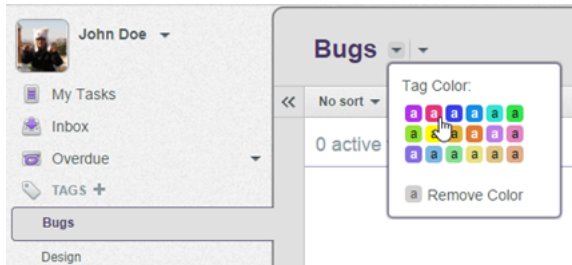 John Doe
My Tasks
Inbox
Overdue
TAGS +
Bugs
Design
Bugs
No sort
0 active
Tag Color:
a a a a a a
a a a a a a
a a a a a a
a Remove Color